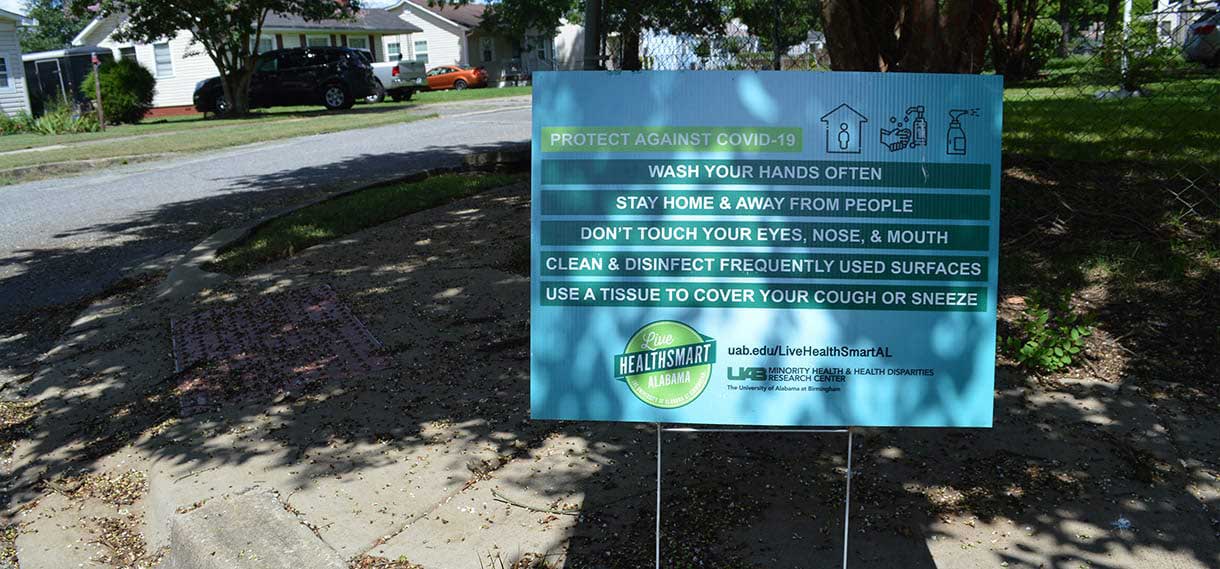 PROTECT AGAINST COVID-19
WASH YOUR HANDS OFTEN
STAY HOME & AWAY FROM PEOPLE
DON'T TOUCH YOUR EYES, NOSE, & MOUTH
CLEAN & DISINFECT FREQUENTLY USED SURFACES
USE A TISSUE TO COVER YOUR COUGH OR SNEEZE
Live
HEALTHSMART
ALABAMA
uab.edu/LiveHealthSmartAL
UAB MINORITY HEALTH & HEALTH DISPARITIES
RESEARCH CENTER
The University of Alabama at Birmingham